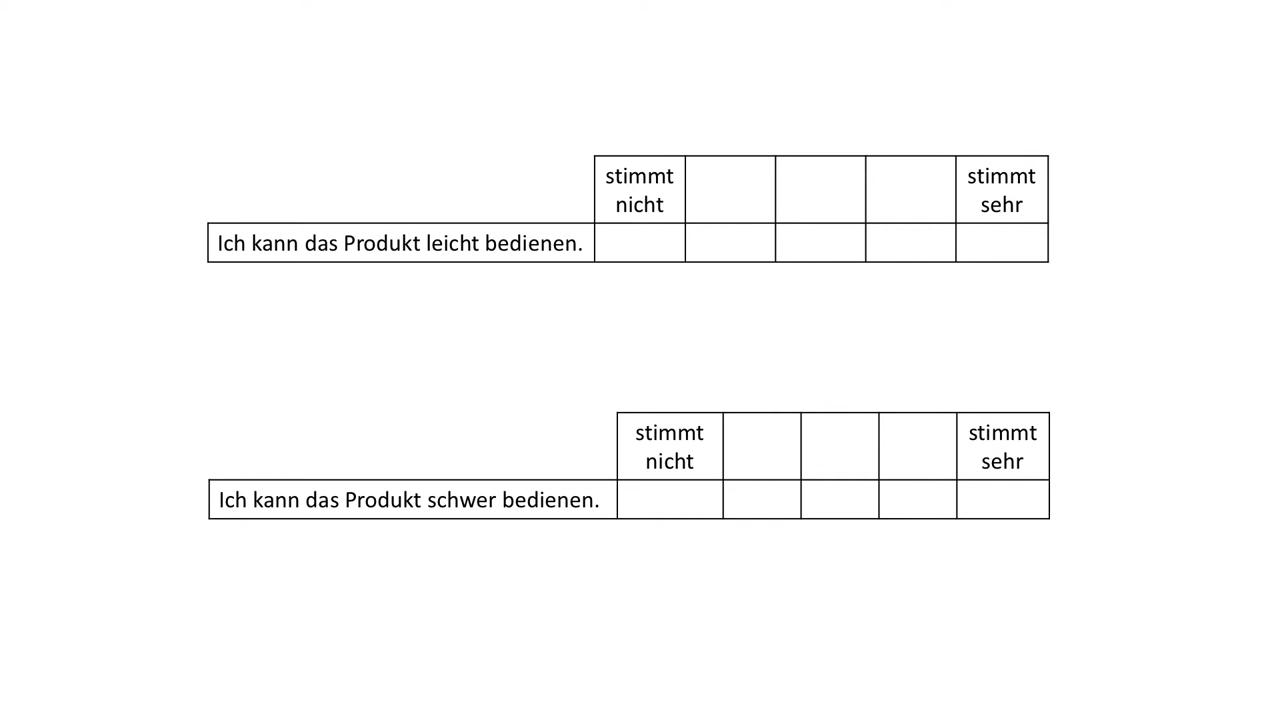 stimmt
nicht
stimmt
sehr
Ich kann das Produkt leicht bedienen.
stimmt
nicht
stimmt
sehr
Ich kann das Produkt schwer bedienen.